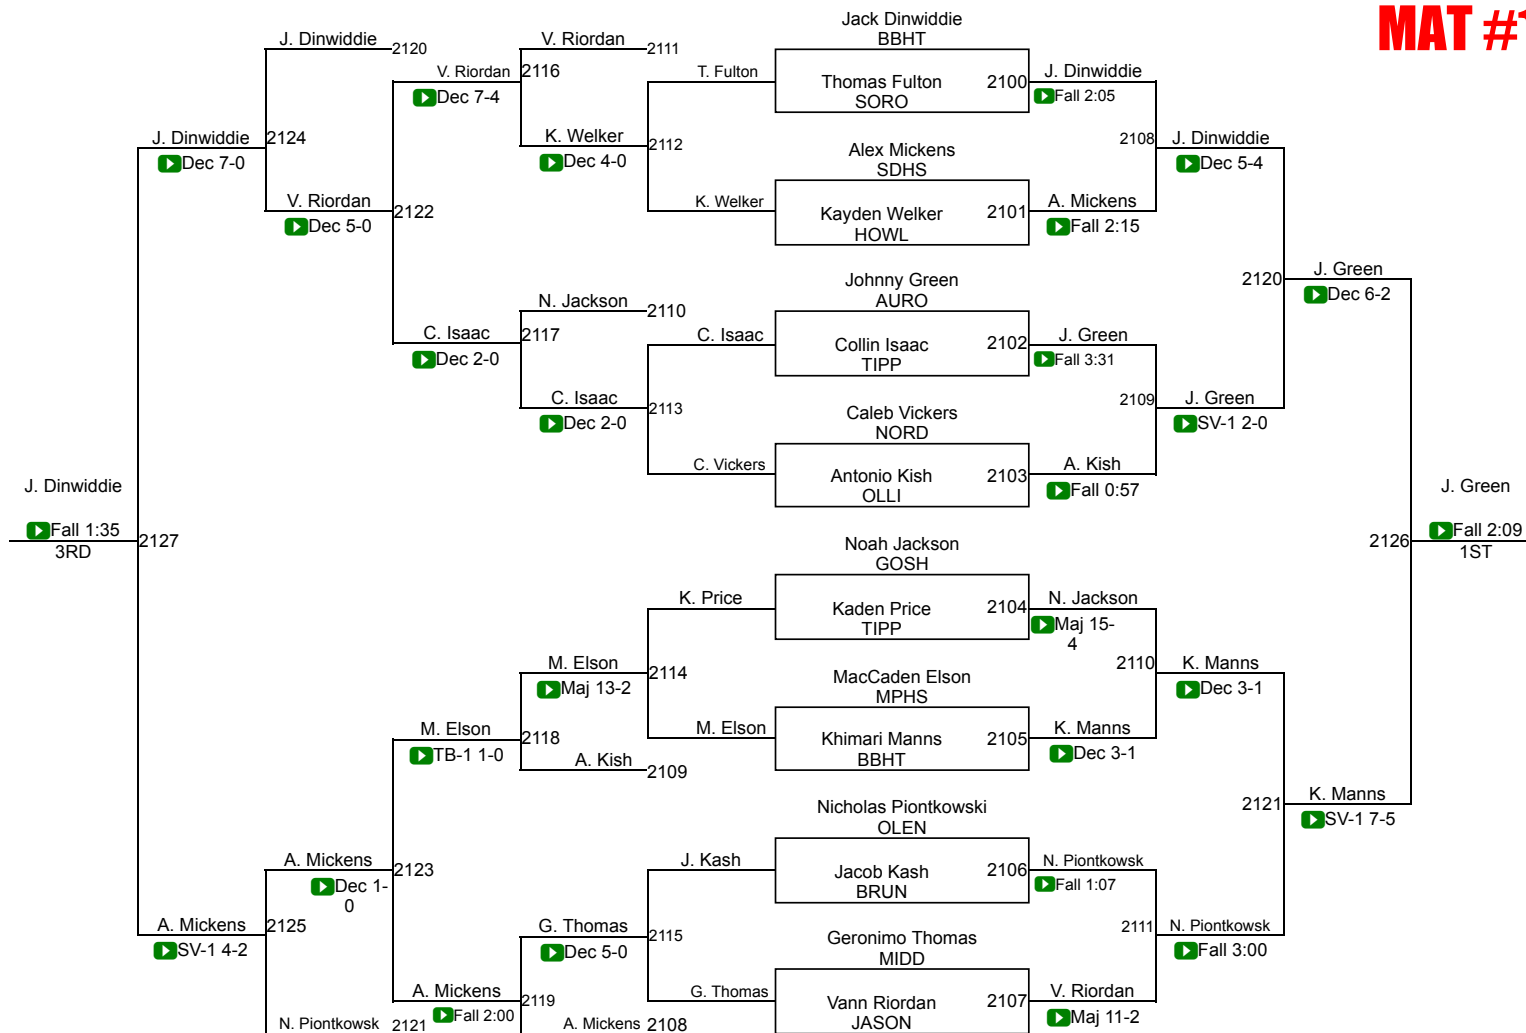 MAT #1
Jack Dinwiddie
BBHT
J. Dinwiddie
2120
V. Riordan
2111
V. Riordan
2116
Dec 7-4
T. Fulton
Thomas Fulton
SORO
2100
J. Dinwiddie
Fall 2:05
J. Dinwiddie
2124
Dec 7-0
K. Welker
Dec 4-0
2112
2108
J. Dinwiddie
Dec 5-4
Alex Mickens
SDHS
V. Riordan
Dec 5-0
2122
K. Welker
Kayden Welker
HOWL
2101
A. Mickens
Fall 2:15
2120
J. Green
Dec 6-2
Johnny Green
AURO
N. Jackson
2110
C. Isaac
2117
Dec 2-0
C. Isaac
Collin Isaac
TIPP
2102
J. Green
Fall 3:31
C. Isaac
Dec 2-0
2113
2109
J. Green
SV-1 2-0
Caleb Vickers
NORD
C. Vickers
Antonio Kish
OLLI
2103
A. Kish
Fall 0:57
J. Dinwiddie
Fall 1:35
3RD
2127
J. Green
2126
Fall 2:09
1ST
Noah Jackson
GOSH
K. Price
Kaden Price
TIPP
2104
N. Jackson
Maj 15-
4
M. Elson
Maj 13-2
2114
2110
K. Manns
Dec 3-1
MacCaden Elson
MPHS
M. Elson
TB-1 1-0
2118
M. Elson
Khimari Manns
BBHT
2105
K. Manns
Dec 3-1
A. Kish
2109
2121
K. Manns
SV-1 7-5
Nicholas Piontkowski
OLEN
A. Mickens
Dec 1-
0
2123
J. Kash
Jacob Kash
BRUN
2106
N. Piontkowsk
Fall 1:07
A. Mickens
SV-1 4-2
2125
G. Thomas
Dec 5-0
2115
2111
N. Piontkowsk
Fall 3:00
Geronimo Thomas
MIDD
A. Mickens
Fall 2:00
2119
G. Thomas
Vann Riordan
JASON
2107
V. Riordan
Maj 11-2
N. Piontkowsk
2121
A. Mickens
2108